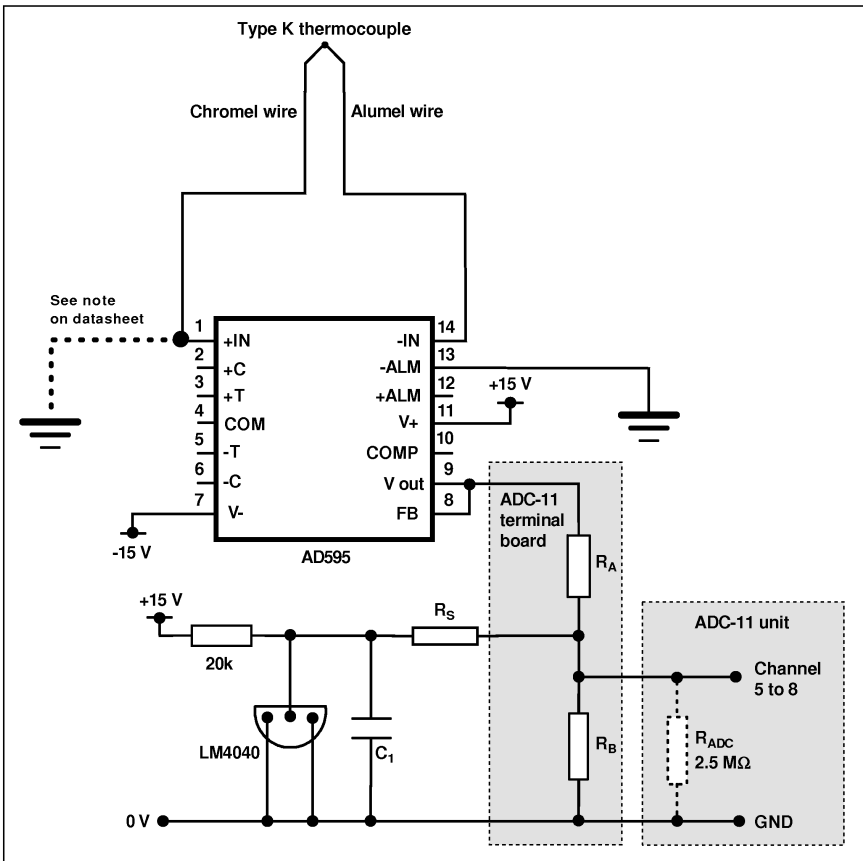 Type K thermocouple
Chromel wire
Alumel wire
See note
on datasheet
1
+IN
2
+C
3
+T
4
COM
5
-T
6
-C
7
V-
14
-IN
13
-ALM
12
+ALM
11
V+
10
COMP
9
V out
8
FB
+15 V
-15 V
AD595
ADC-11
terminal
board
RA
+15 V
20k
RS
ADC-11 unit
Channel
5 to 8
LM4040
C1
RB
RADC
2.5 MΩ
0 V
GND